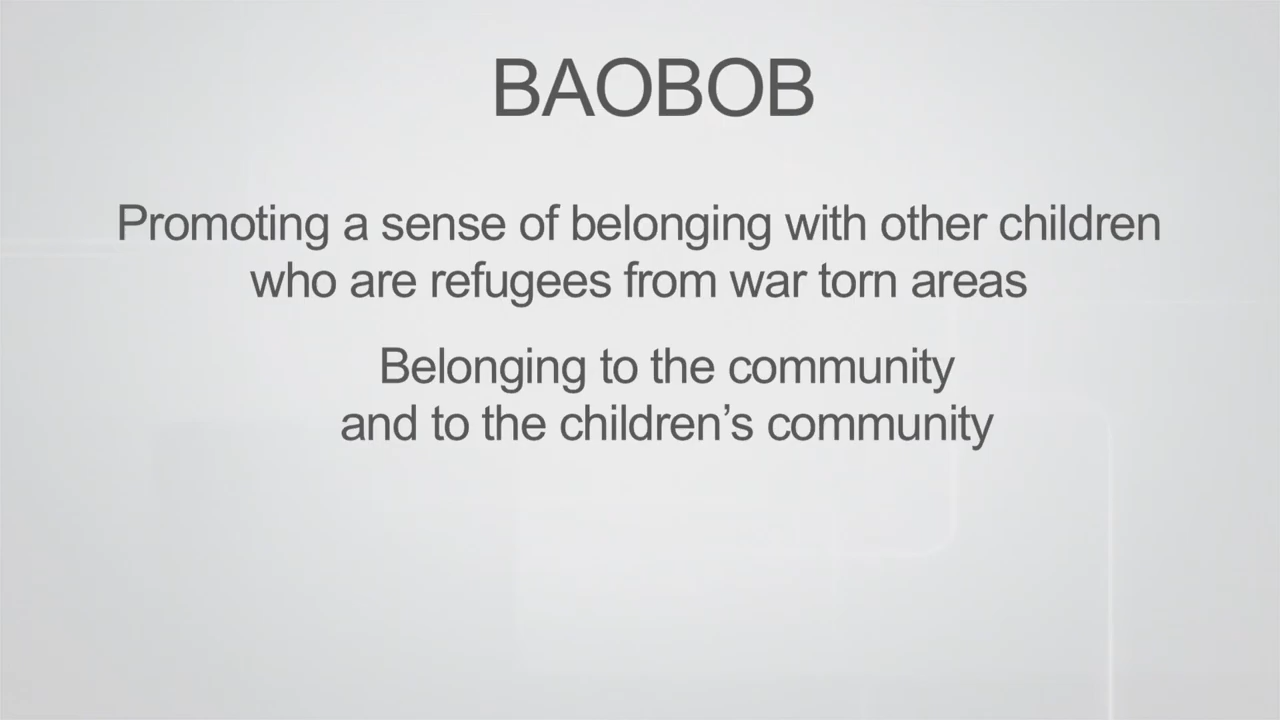 BAOBOB
Promoting a sense of belonging with other children
who are refugees from war torn areas
Belonging to the community
and to the children’s community